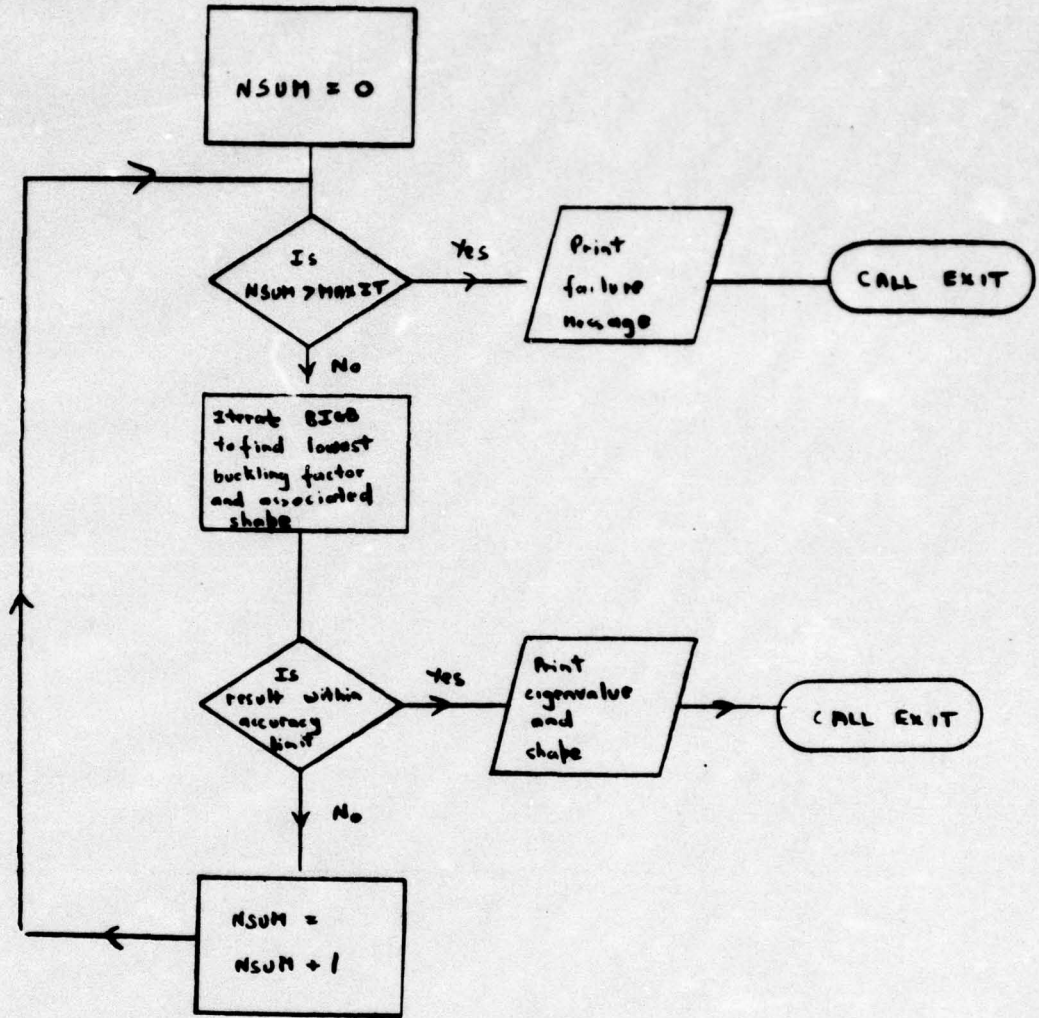 NSUM = 0
Is
NSUM > MAXIT
Yes
Print
failure
message
CALL EXIT
No
Iterate BIGB
to find lowest
buckling factor
and associated
shape
Is
result within
accuracy
limit
Yes
Print
eigenvalue
and
shape
CALL EXIT
No
NSUM =
NSUM + 1